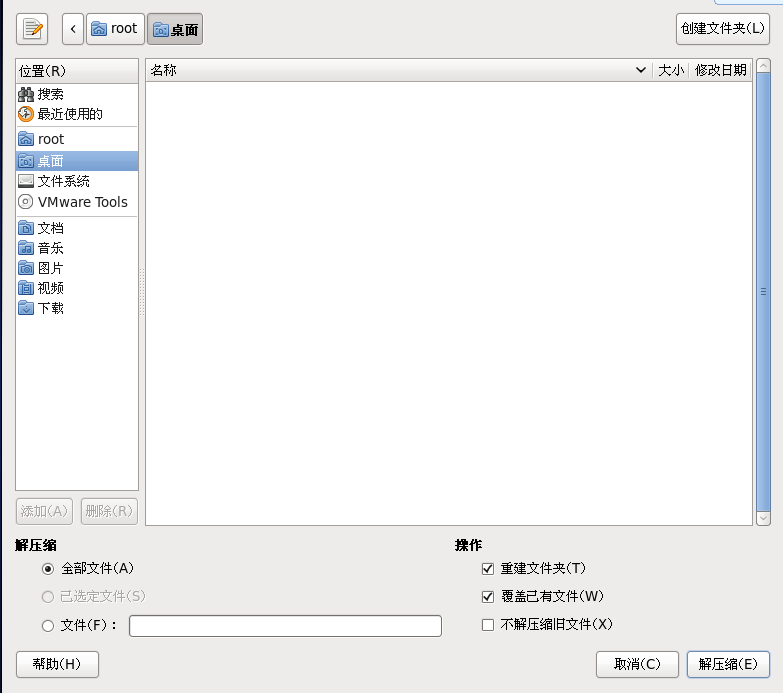 root 桌面 创建文件夹(L)
位置(R) 名称 大小 修改日期
搜索
最近使用的
root
桌面
文件系统
VMware Tools
文档
音乐
图片
视频
下载
添加(A) 删除(R)
解压缩
全部文件(A)
已选定文件(S)
文件(F)：
操作
重建文件夹(T)
覆盖已有文件(W)
不解压缩旧文件(X)
帮助(H) 取消(C) 解压缩(E)